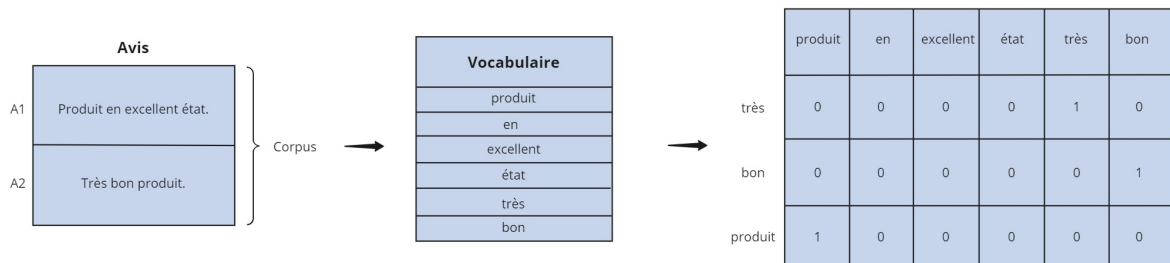 Avis
A1 Produit en excellent état.
A2 Très bon produit.
Corpus
Vocabulaire
produit
en
excellent
état
très
bon
produit en excellent état très bon
très 0 0 0 0 1 0
bon 0 0 0 0 0 1
produit 1 0 0 0 0 0